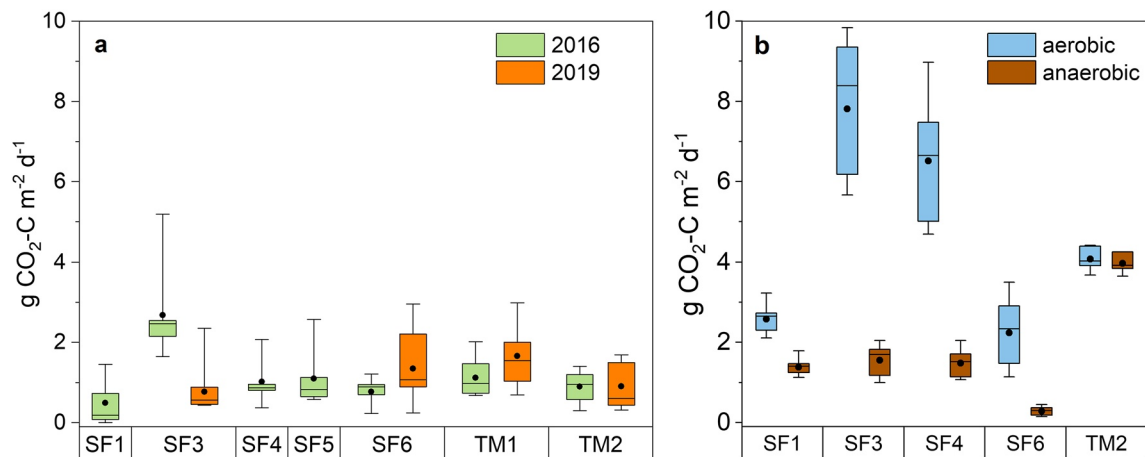 a
2016
2019
g CO₂-C m⁻² d⁻¹
10
8
6
4
2
0
SF1 SF3 SF4 SF5 SF6 TM1 TM2
b
aerobic
anaerobic
g CO₂-C m⁻² d⁻¹
10
8
6
4
2
0
SF1 SF3 SF4 SF6 TM2